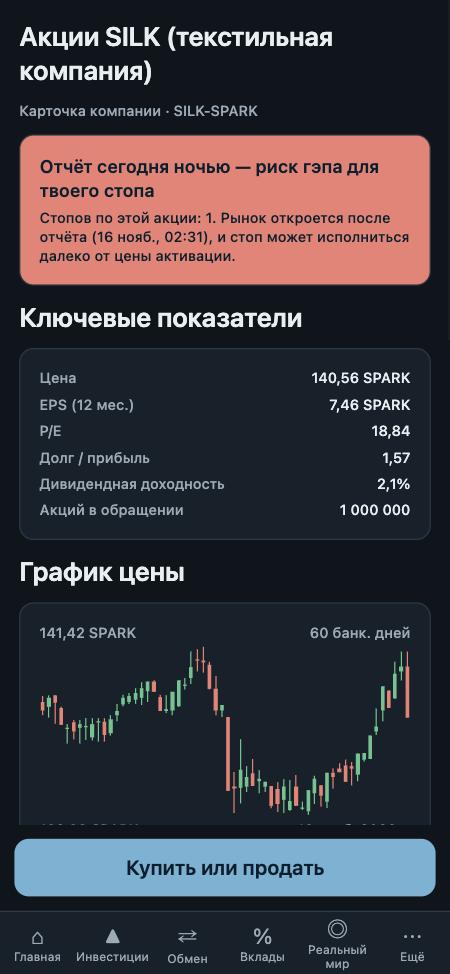 Акции SILK (текстильная
компания)
Карточка компании · SILK-SPARK
Отчёт сегодня ночью — риск гэпа для
твоего стопа
Стопов по этой акции: 1. Рынок откроется после
отчёта (16 нояб., 02:31), и стоп может исполниться
далеко от цены активации.
Ключевые показатели
Цена 140,56 SPARK
EPS (12 мес.) 7,46 SPARK
P/E 18,84
Долг / прибыль 1,57
Дивидендная доходность 2,1%
Акций в обращении 1 000 000
График цены
141,42 SPARK 60 банк. дней
Купить или продать
Главная Инвестиции Обмен Вклады Реальный
мир Ещё